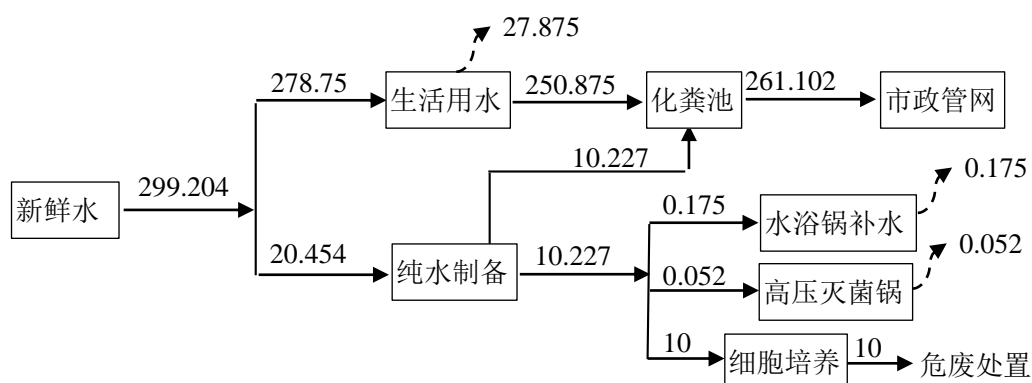 27.875
278.75
生活用水
250.875
化粪池
261.102
市政管网
10.227
新鲜水
299.204
0.175
0.175
水浴锅补水
20.454
纯水制备
10.227
0.052
0.052
高压灭菌锅
10
细胞培养
10
危废处置